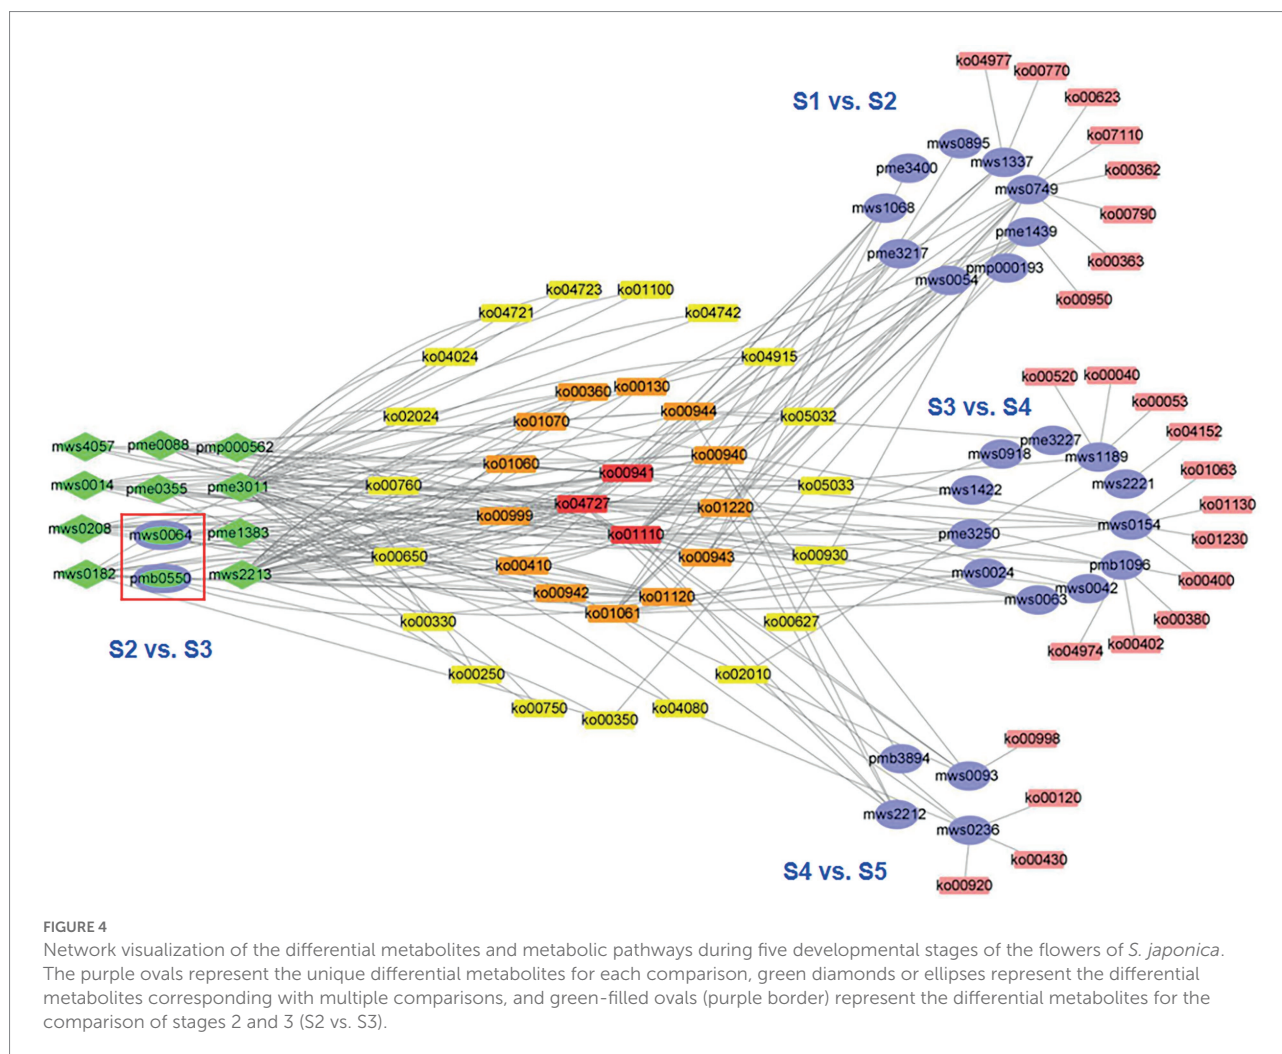 ko04977
ko00770
S1 vs. S2
ko00623
mws0895
ko07110
pme3400
mws1337
ko00362
mws0749
mws1068
ko00790
pme1439
pme3217
ko00363
pmp000193
mws0054
ko00950
ko04723
ko01100
ko04721
ko04742
ko04024
ko04915
ko00520
ko00040
ko00360
ko00130
ko00053
ko00944
S3 vs. S4
ko02024
ko01070
ko05032
ko04152
mws4057
pme0088
pmp000562
pme3227
mws0918
mws1189
ko00940
ko01060
ko00941
ko01063
mws0014
pme0355
pme3011
ko00760
ko05033
mws1422
mws2221
ko04727
ko01220
ko01130
ko00999
mws0208
mws0064
pme1383
ko01110
pme3250
mws0154
ko01230
ko00650
ko00943
ko00930
ko00410
pmb1096
mws0182
pmb0550
mws2213
mws0024
ko00400
ko00942
ko01120
mws0042
mws0063
ko01061
ko00330
ko00627
ko00380
S2 vs. S3
ko04974
ko00402
ko00250
ko02010
ko00750
ko00350
ko04080
ko00998
pmb3894
mws0093
ko00120
mws2212
mws0236
ko00430
S4 vs. S5
ko00920
FIGURE 4
Network visualization of the differential metabolites and metabolic pathways during five developmental stages of the flowers of S. japonica.
The purple ovals represent the unique differential metabolites for each comparison, green diamonds or ellipses represent the differential
metabolites corresponding with multiple comparisons, and green-filled ovals (purple border) represent the differential metabolites for the
comparison of stages 2 and 3 (S2 vs. S3).